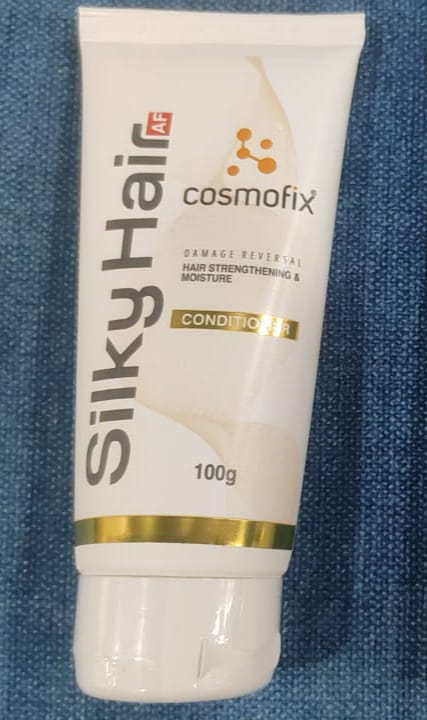 Silky Hair AF
cosmofix®
DAMAGE REVERSAL
HAIR STRENGTHENING &
MOISTURE
CONDITIONER
100g